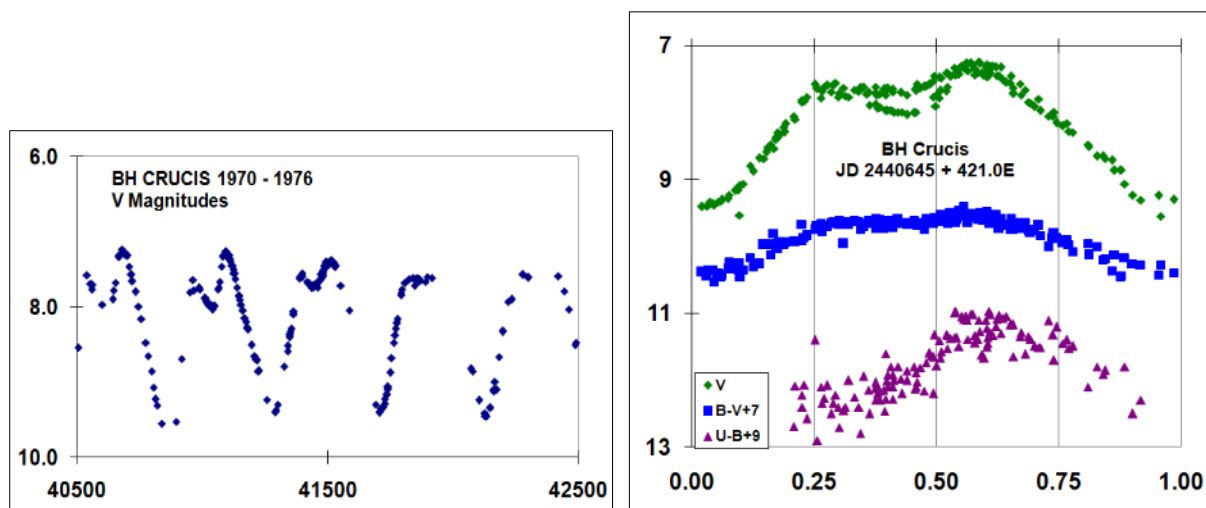 BH CRUCIS 1970 - 1976
V Magnitudes
6.0
8.0
10.0
40500 41500 42500
7
9
11
13
BH Crucis
JD 2440645 + 421.0E
V
B-V+7
U-B+9
0.00 0.25 0.50 0.75 1.00